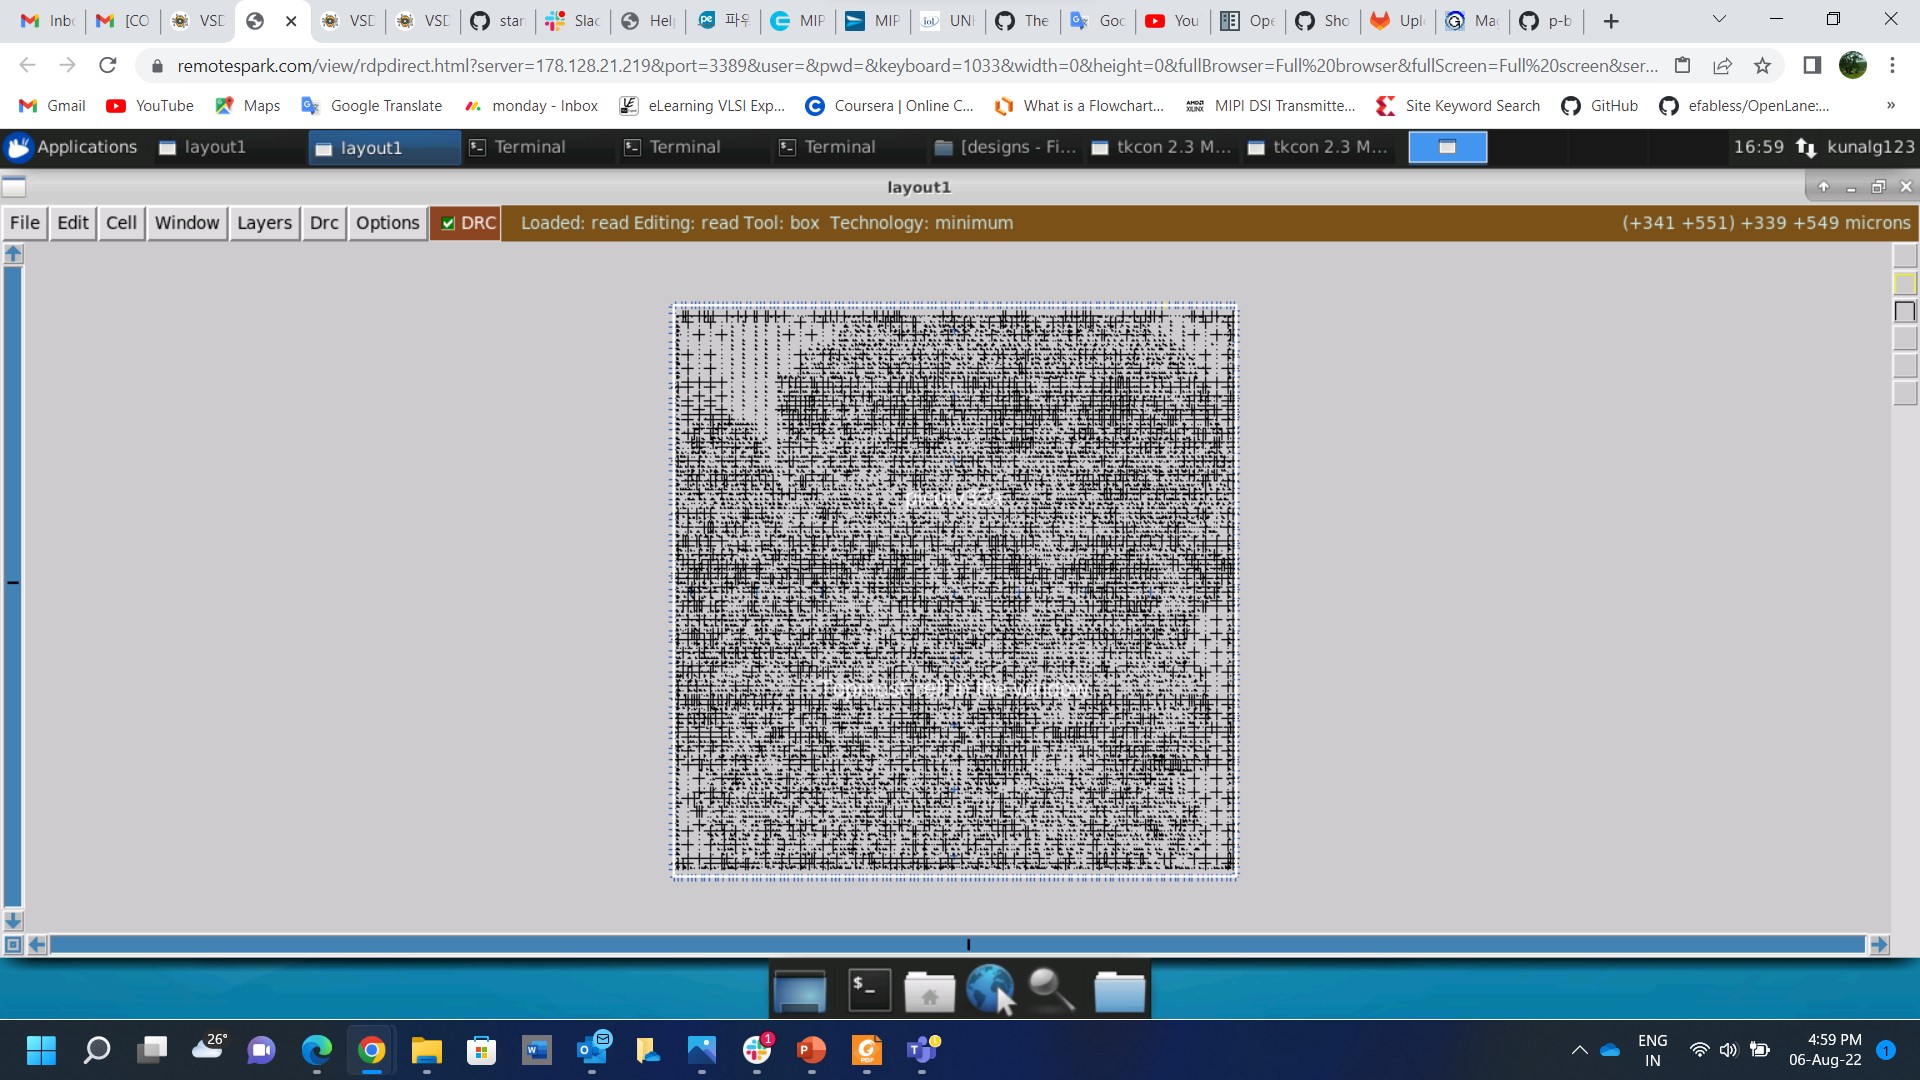 Inb
[CO
VSD
VSD
VSD
star
Slac
Hel
파우
MIP
MIP
UNI
The
Goo
You
Ope
Sho
Upl
Ma
p-b
remotespark.com/view/rdpdirect.html?server=178.128.21.219&port=3389&user=&pwd=&keyboard=1033&width=0&height=0&fullBrowser=Full%20browser&fullScreen=Full%20screen&ser...
Gmail
YouTube
Maps
Google Translate
monday - Inbox
eLearning VLSI Exp...
Coursera | Online C...
What is a Flowchart...
MIPI DSI Transmitte...
Site Keyword Search
GitHub
efabless/OpenLane:...
»
Applications
layout1
layout1
Terminal
Terminal
Terminal
[designs - Fi...
tkcon 2.3 M...
tkcon 2.3 M...
16:59
kunalg123
layout1
File
Edit
Cell
Window
Layers
Drc
Options
DRC
Loaded: read Editing: read Tool: box  Technology: minimum
(+341 +551) +339 +549 microns
Topmost cell in the window
26°
1
ENG
IN
4:59 PM
06-Aug-22
1